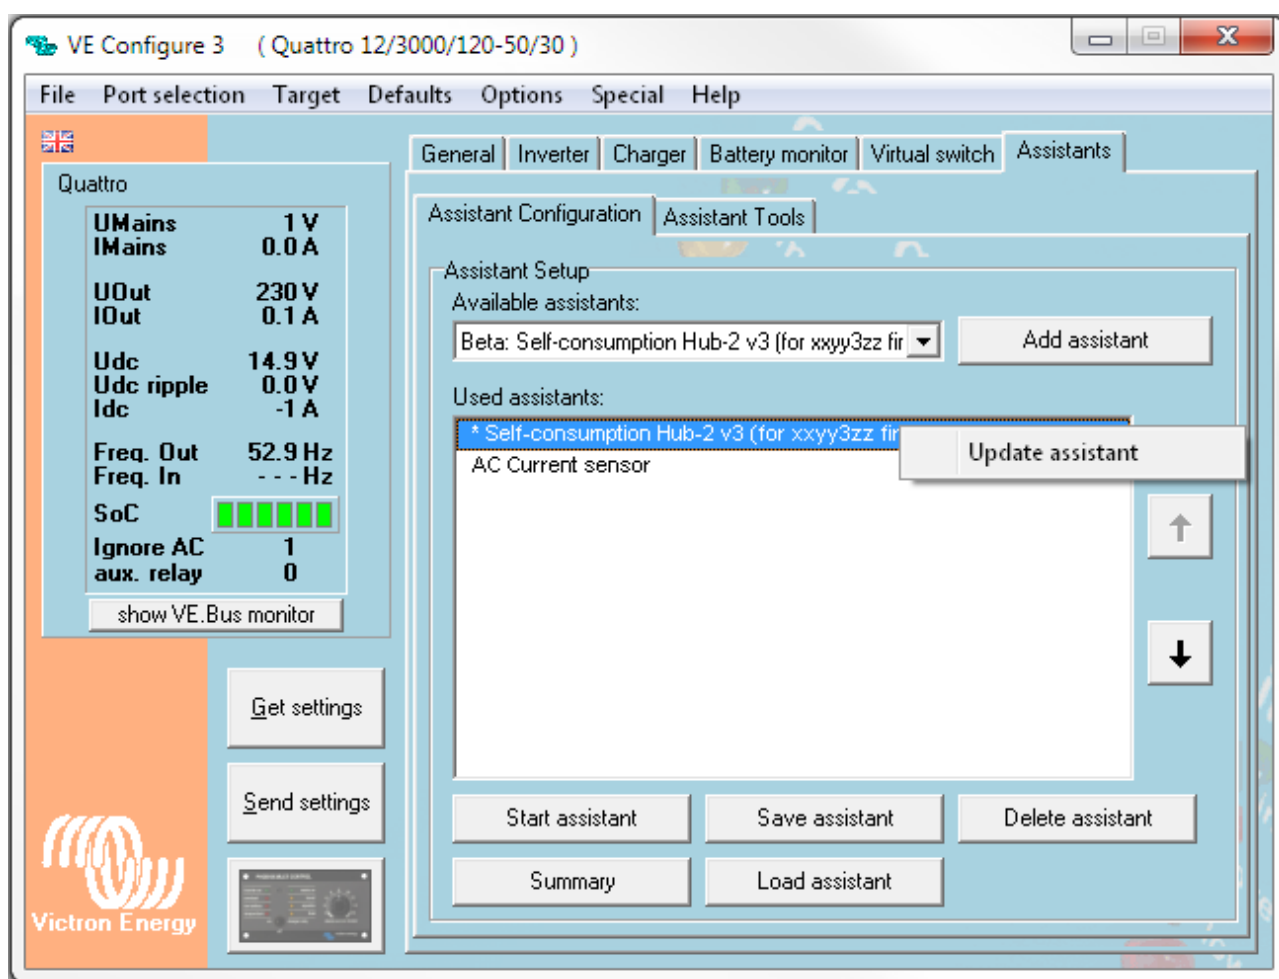 VE Configure 3 ( Quattro 12/3000/120-50/30 )
File Port selection Target Defaults Options Special Help
General Inverter Charger Battery monitor Virtual switch Assistants
Quattro
UMains 1 V
IMains 0.0 A
UOut 230 V
IOut 0.1 A
Udc 14.9 V
Udc ripple 0.0 V
Idc -1 A
Freq. Out 52.9 Hz
Freq. In - - - Hz
SoC
Ignore AC 1
aux. relay 0
show VE.Bus monitor
Get settings
Send settings
Victron Energy
Assistant Configuration Assistant Tools
Assistant Setup
Available assistants:
Beta: Self-consumption Hub-2 v3 (for xxyy3zz fir
Add assistant
Used assistants:
* Self-consumption Hub-2 v3 (for xxyy3zz fir
Update assistant
AC Current sensor
Start assistant Save assistant Delete assistant
Summary Load assistant